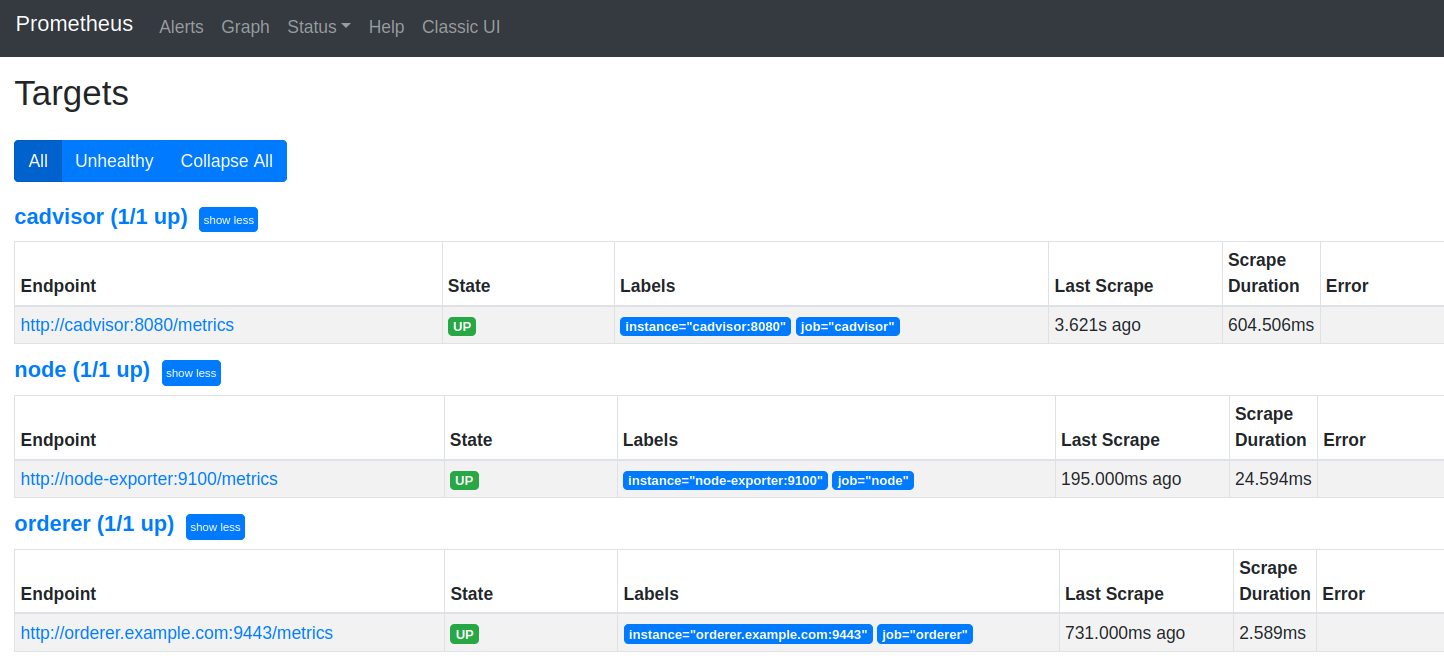 Prometheus Alerts Graph Status Help Classic UI
Targets
All Unhealthy Collapse All
cadvisor (1/1 up) show less
Endpoint State Labels Last Scrape Scrape Duration Error
http://cadvisor:8080/metrics UP instance="cadvisor:8080" job="cadvisor" 3.621s ago 604.506ms
node (1/1 up) show less
Endpoint State Labels Last Scrape Scrape Duration Error
http://node-exporter:9100/metrics UP instance="node-exporter:9100" job="node" 195.000ms ago 24.594ms
orderer (1/1 up) show less
Endpoint State Labels Last Scrape Scrape Duration Error
http://orderer.example.com:9443/metrics UP instance="orderer.example.com:9443" job="orderer" 731.000ms ago 2.589ms